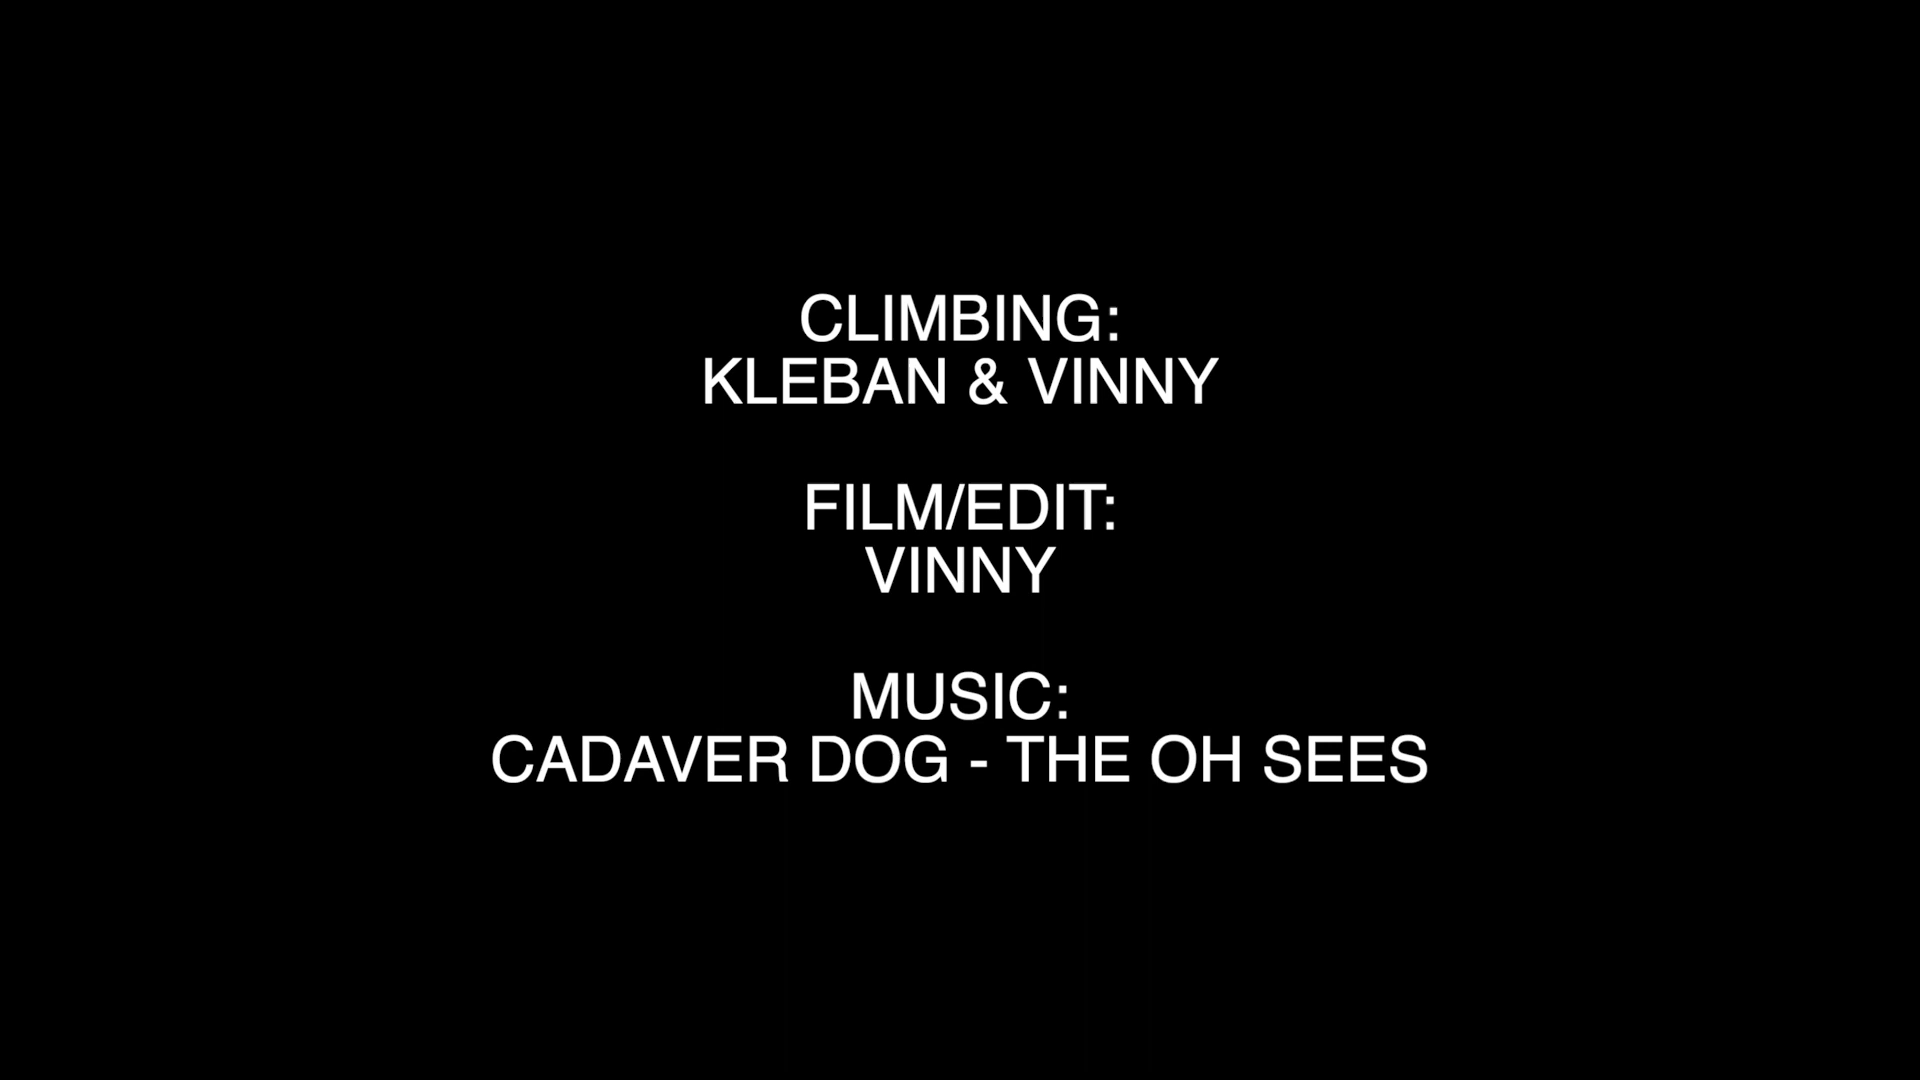 CLIMBING:
KLEBAN & VINNY
FILM/EDIT:
VINNY
MUSIC:
CADAVER DOG - THE OH SEES